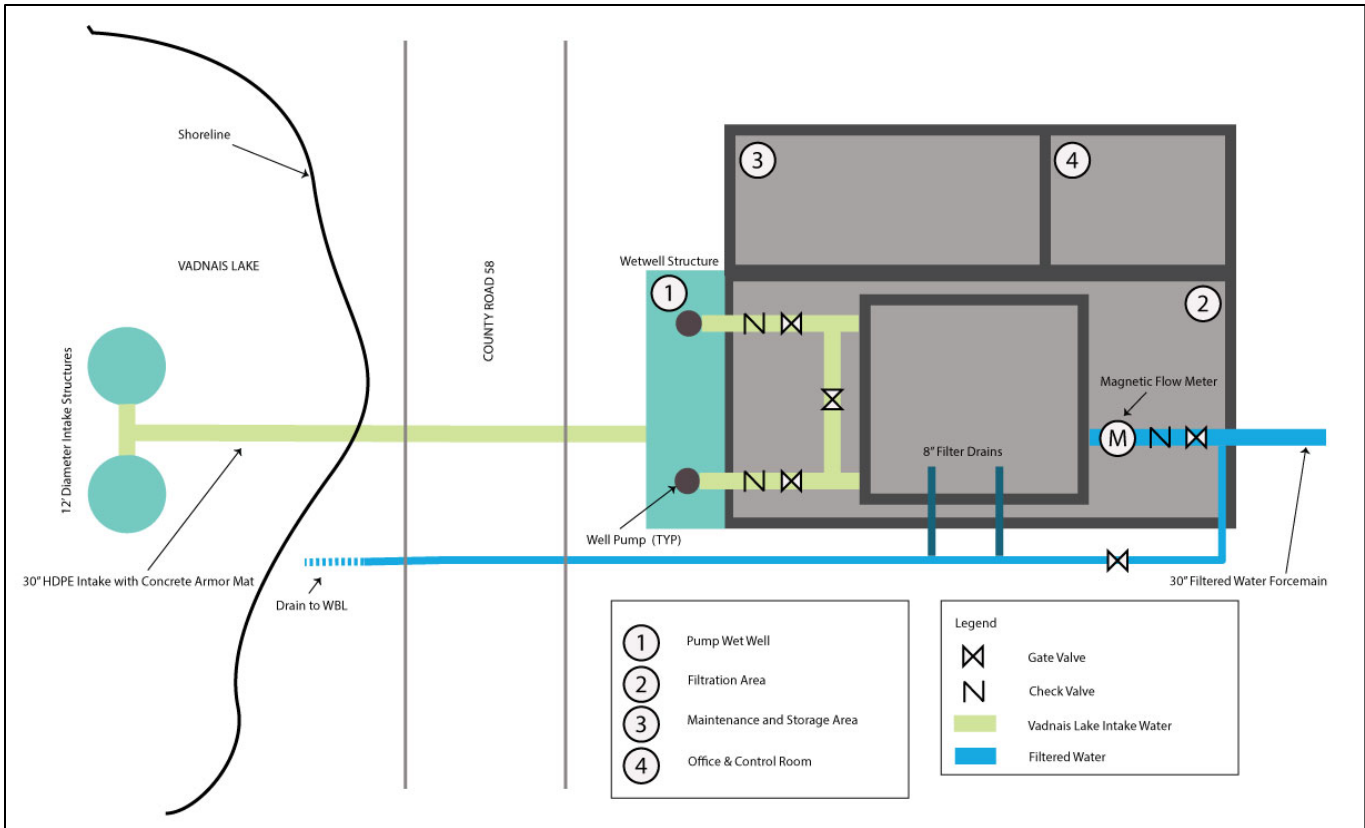 Shoreline
VADNAIS LAKE
12' Diameter Intake Structures
30" HDPE Intake with Concrete Armor Mat
Drain to WBL
COUNTY ROAD 58
Wetwell Structure
1
3
4
2
Magnetic Flow Meter
M
8" Filter Drains
Well Pump (TYP)
30" Filtered Water Forcemain
1 Pump Wet Well
2 Filtration Area
3 Maintenance and Storage Area
4 Office & Control Room
Legend
Gate Valve
Check Valve
Vadnais Lake Intake Water
Filtered Water